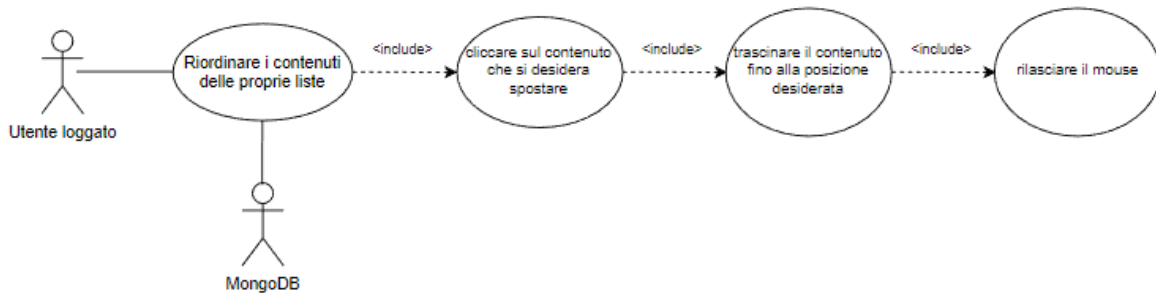 Utente loggato
Riordinare i contenuti
delle proprie liste
<include>
cliccare sul contenuto
che si desidera
spostare
<include>
trascinare il contenuto
fino alla posizione
desiderata
<include>
rilasciare il mouse
MongoDB